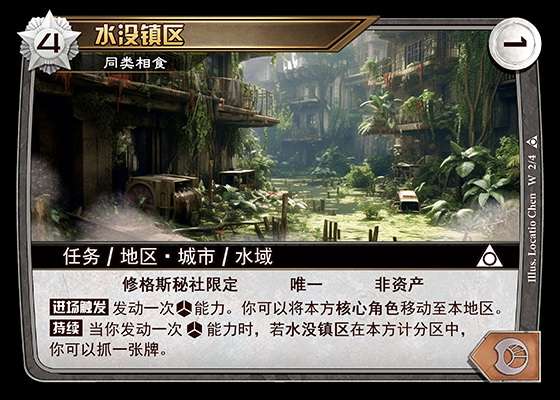 4
水没镇区
1
同类相食
Illus. Locatio Chen W 2/4
任务 / 地区・城市 / 水域
修格斯秘社限定 唯一 非资产
进场触发 发动一次 能力。你可以将本方核心角色移动至本地区。
持续 当你发动一次 能力时，若水没镇区在本方计分区中，
你可以抓一张牌。